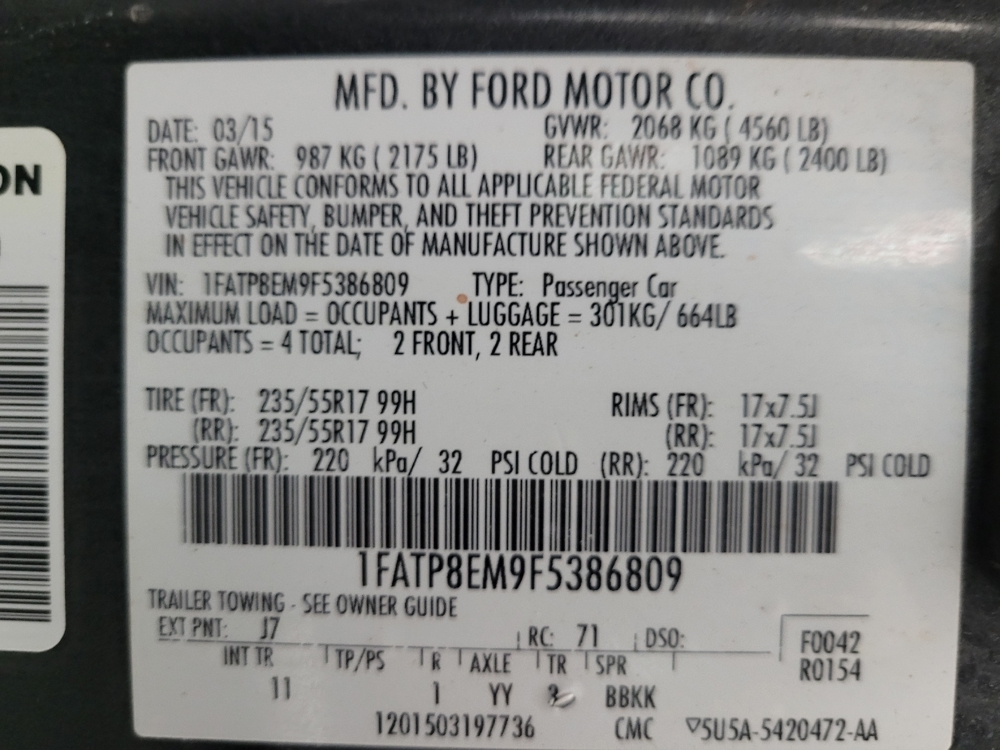 MFD. BY FORD MOTOR CO.
DATE: 03/15 GVWR: 2068 KG ( 4560 LB)
FRONT GAWR: 987 KG ( 2175 LB) REAR GAWR: 1089 KG ( 2400 LB)
THIS VEHICLE CONFORMS TO ALL APPLICABLE FEDERAL MOTOR
VEHICLE SAFETY, BUMPER, AND THEFT PREVENTION STANDARDS
IN EFFECT ON THE DATE OF MANUFACTURE SHOWN ABOVE.
VIN: 1FATP8EM9F5386809 TYPE: Passenger Car
MAXIMUM LOAD = OCCUPANTS + LUGGAGE = 301KG/ 664LB
OCCUPANTS = 4 TOTAL; 2 FRONT, 2 REAR
TIRE (FR): 235/55R17 99H RIMS (FR): 17x7.5J
(RR): 235/55R17 99H (RR): 17x7.5J
PRESSURE (FR): 220 kPa/ 32 PSI COLD (RR): 220 kPa/ 32 PSI COLD
1FATP8EM9F5386809
TRAILER TOWING - SEE OWNER GUIDE
EXT PNT: J7 RC: 71 DSO: F0042
INT TR TP/PS R AXLE TR SPR R0154
11 1 YY BBKK
1201503197736 CMC ▽5U5A-5420472-AA
ON